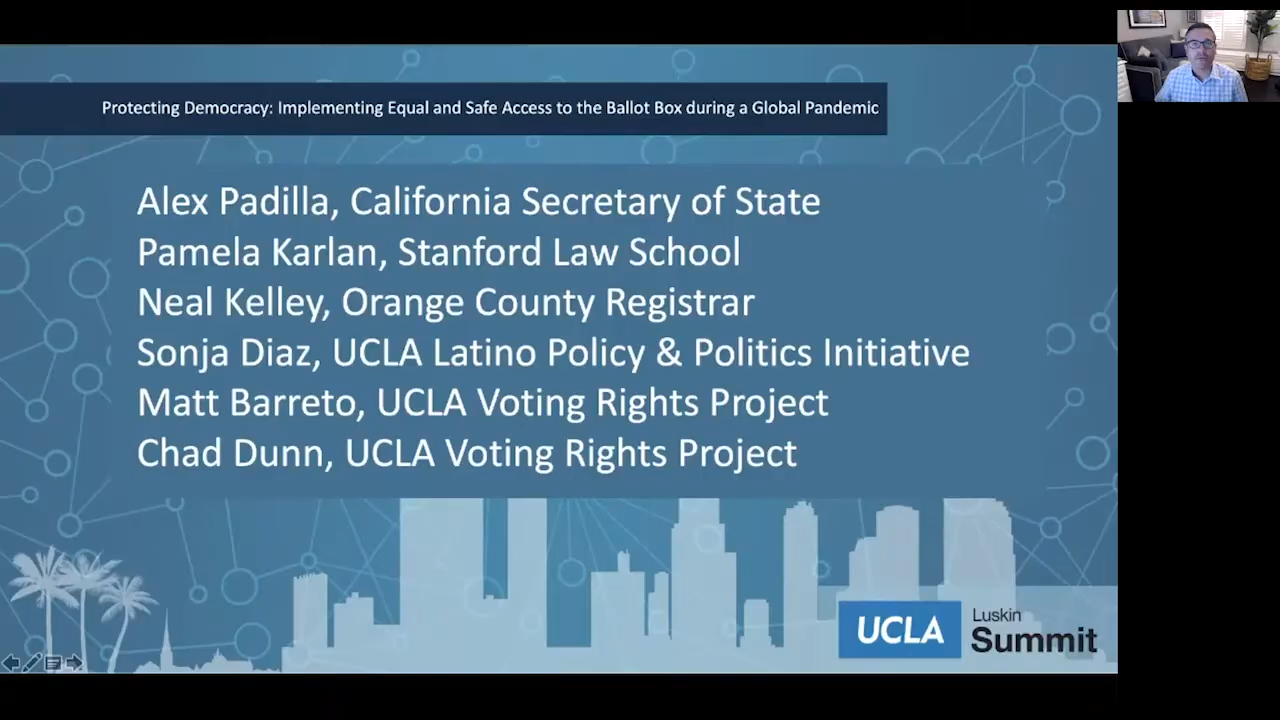 Protecting Democracy: Implementing Equal and Safe Access to the Ballot Box during a Global Pandemic
Alex Padilla, California Secretary of State
Pamela Karlan, Stanford Law School
Neal Kelley, Orange County Registrar
Sonja Diaz, UCLA Latino Policy & Politics Initiative
Matt Barreto, UCLA Voting Rights Project
Chad Dunn, UCLA Voting Rights Project
UCLA
Luskin
Summit